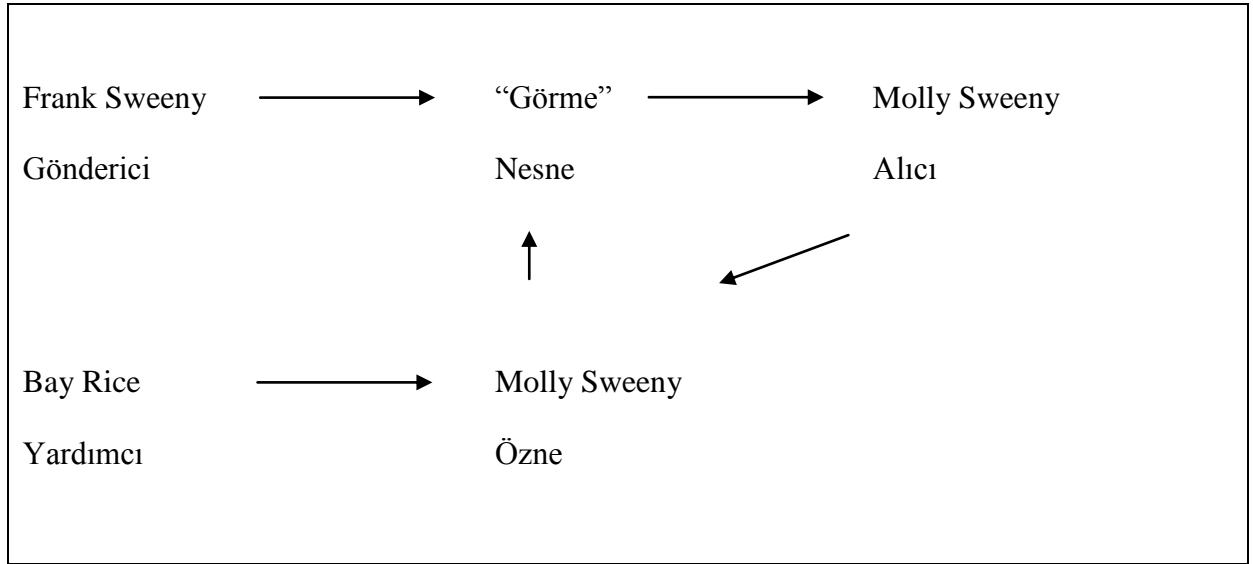 Frank Sweeny “Görme” Molly Sweeny
Gönderici Nesne Alıcı
Bay Rice Molly Sweeny
Yardımcı Özne